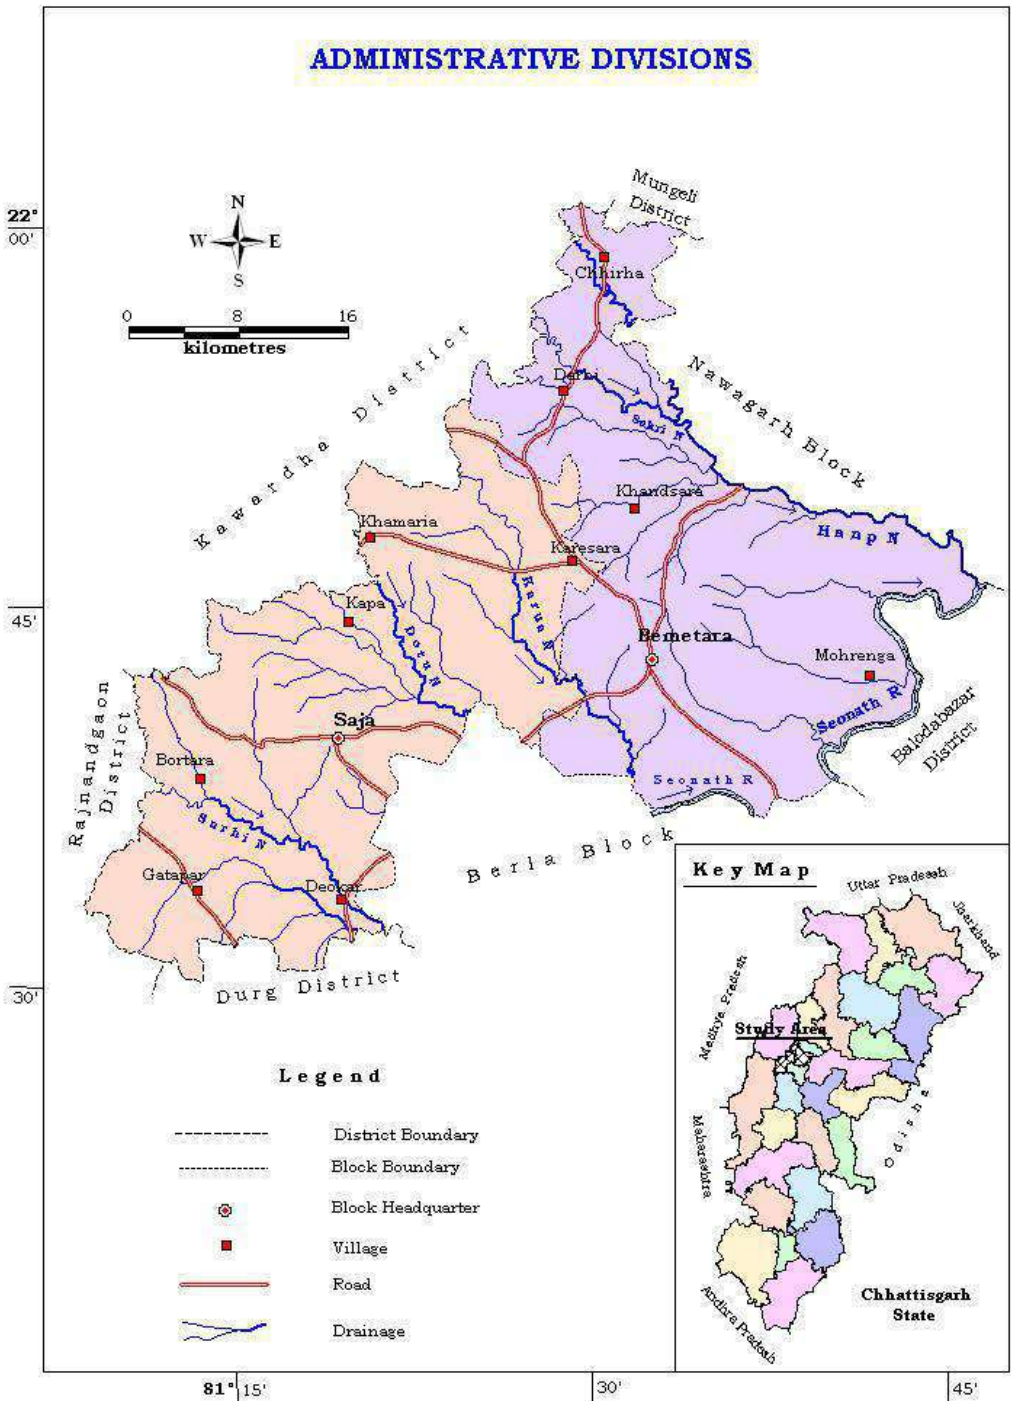 ADMINISTRATIVE DIVISIONS
Mungeli
District
N
W E
S
22°
00'
0 8 16
kilometres
Chhirha
Kawardha District
Nawagarh Block
Sakri N
Khandsara
Khamaria
Hanp N
Karesara
Karua N
45'
Kapa
Dotu N
Bemetara
Mohrenga
Seonath R
Balodabazar
District
Saja
Rajnandgaon
District
Bortara
Seonath R
Surhi N
Berla Block
Gatapar
Deokar
Durg District
30'
Key Map
Uttar Pradesh
Jharkhand
Madhya Pradesh
Study Area
Odisha
Maharashtra
Andhra Pradesh
Chhattisgarh
State
Legend
District Boundary
Block Boundary
Block Headquarter
Village
Road
Drainage
81° 15' 30' 45'